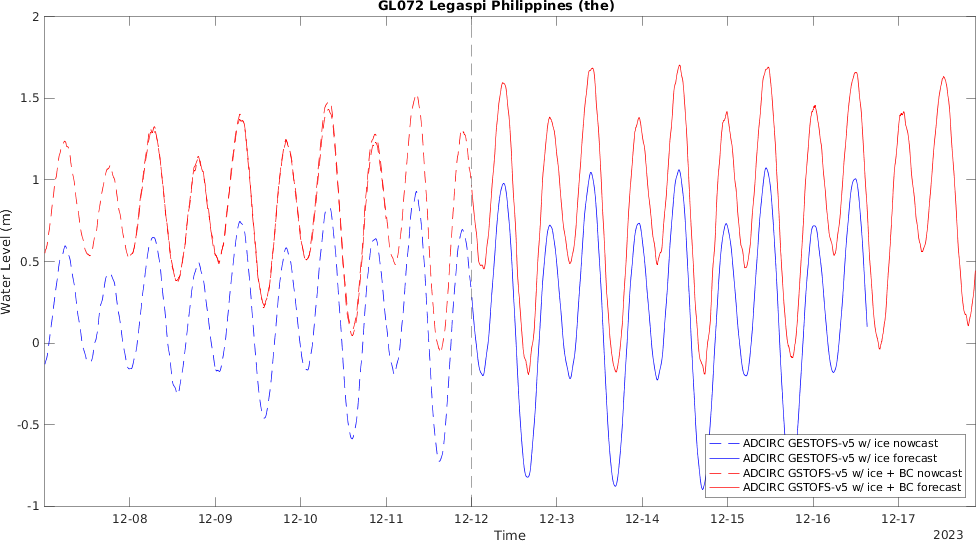 GL072 Legaspi Philippines (the)
2
1.5
1
0.5
0
-0.5
-1
Water Level (m)
12-08 12-09 12-10 12-11 12-12 12-13 12-14 12-15 12-16 12-17
Time
2023
ADCIRC GESTOFS-v5 w/ ice nowcast
ADCIRC GESTOFS-v5 w/ ice forecast
ADCIRC GSTOFS-v5 w/ ice + BC nowcast
ADCIRC GSTOFS-v5 w/ ice + BC forecast